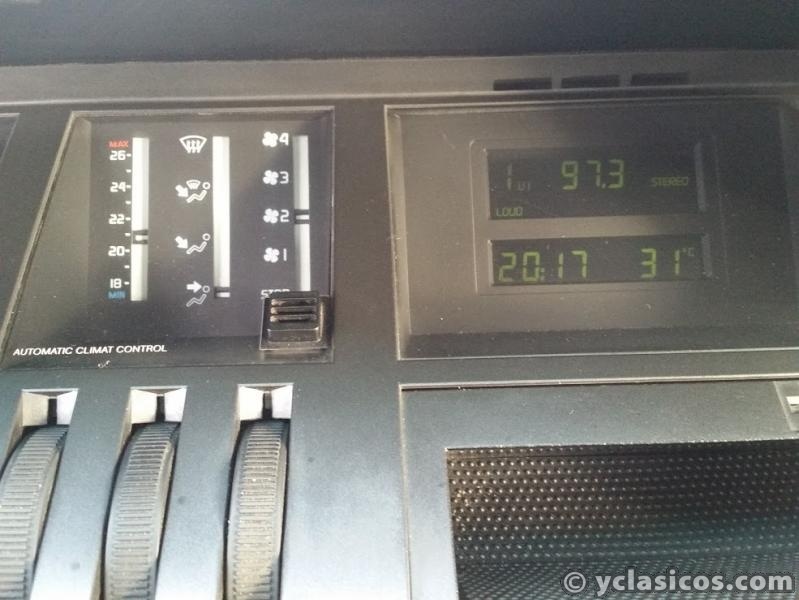 MAX
26
24
22
20
18
MIN
4
3
2
1
AUTOMATIC CLIMAT CONTROL
1 97.3 STEREO
LOUD
20:17 31°C
© yclasicos.com